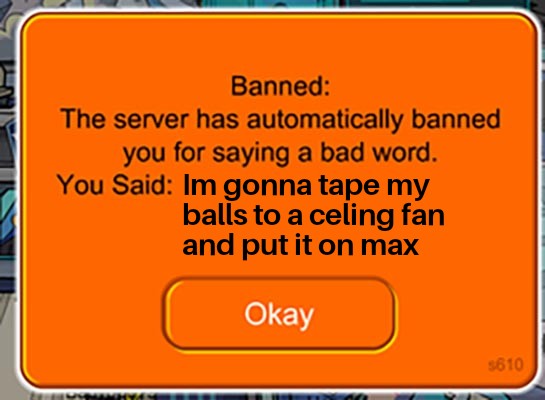 Banned:
The server has automatically banned
you for saying a bad word.
You Said: Im gonna tape my
balls to a celing fan
and put it on max
Okay
s610